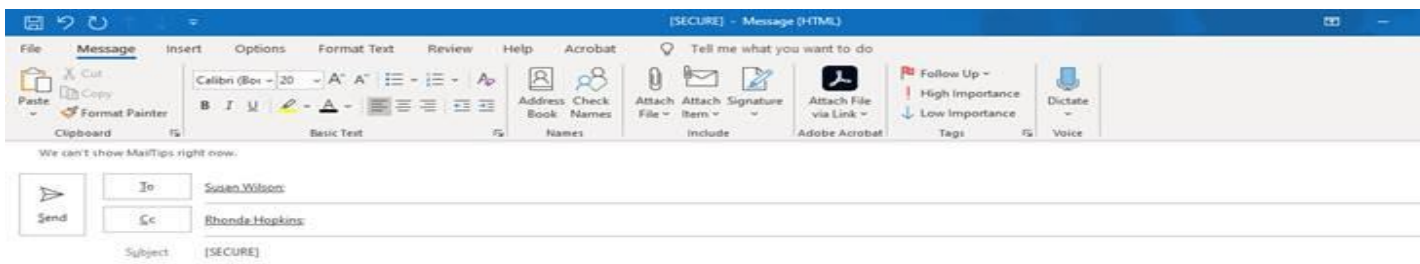 [SECURE] - Message (HTML)
File Message Insert Options Format Text Review Help Acrobat Tell me what you want to do
Paste
Cut
Copy
Format Painter
Clipboard
Calibri (Boi 20
B I U
Basic Text
Address Book
Check Names
Names
Attach File
Attach Item
Signature
Include
Attach File via Link
Adobe Acrobat
Follow Up
High Importance
Low Importance
Tags
Dictate
Voice
We can't show MailTips right now.
Send
To Susan Wilson;
Cc Rhonda Hopkins;
Subject [SECURE]